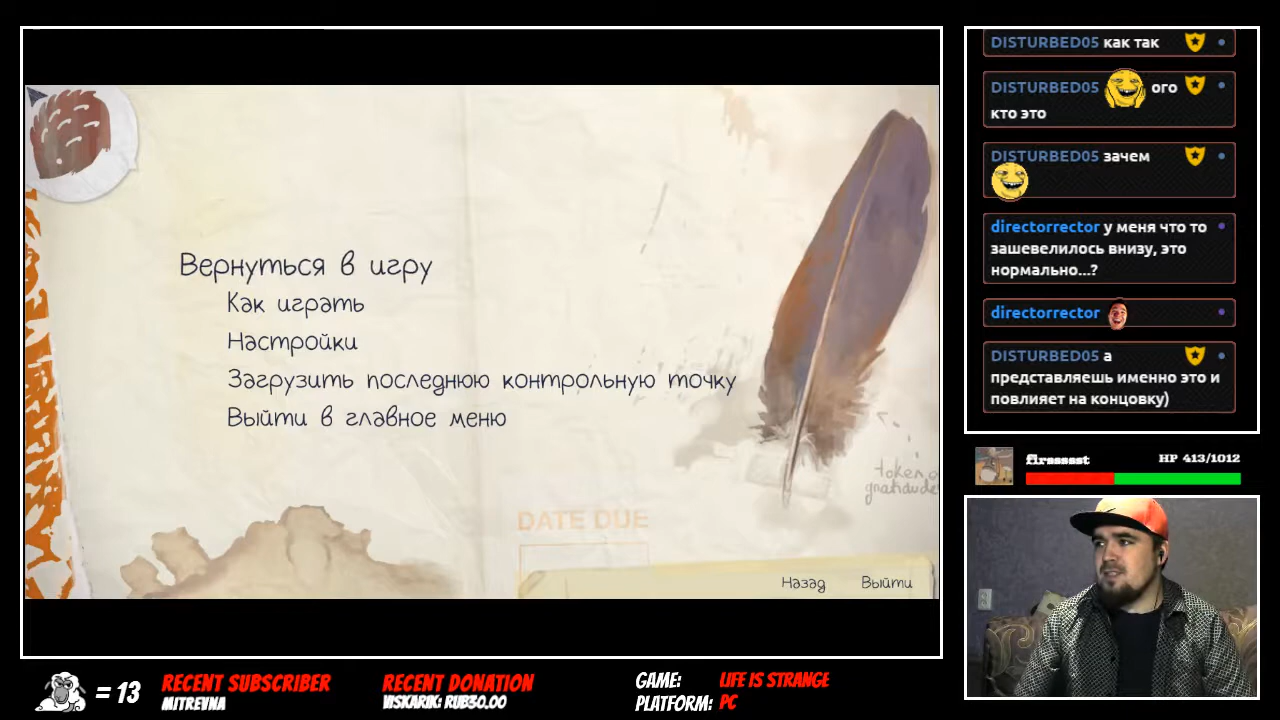 Вернуться в игру
Как играть
Настройки
Загрузить последнюю контрольную точку
Выйти в главное меню
DATE DUE
Назад Выйти
DISTURBED05 как так
DISTURBED05 ого
кто это
DISTURBED05 зачем
directorrector у меня что то
зашевелилось внизу, это
нормально...?
directorrector
DISTURBED05 а
представляешь именно это и
повлияет на концовку)
HP 413/1012
= 13
RECENT SUBSCRIBER
MITREVNA
RECENT DONATION
VISKARIK: RUB30.00
GAME: LIFE IS STRANGE
PLATFORM: PC